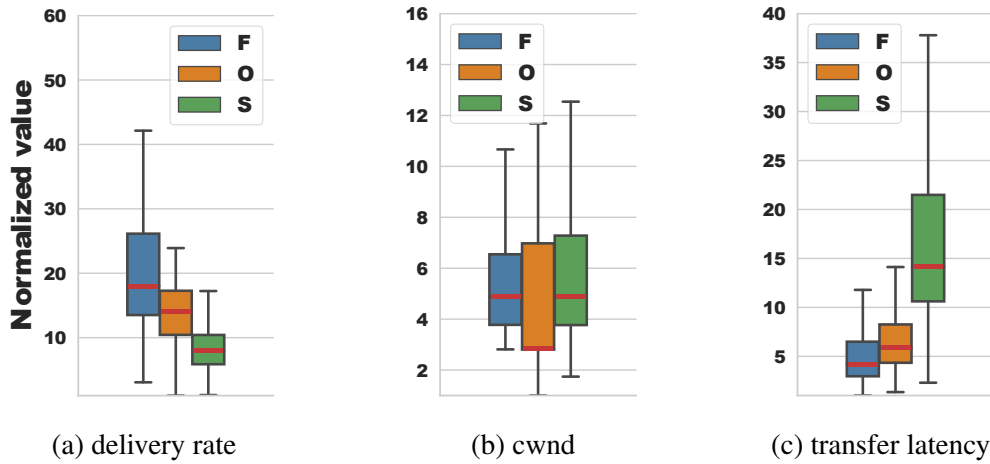 Normalized value
60
50
40
30
20
10
F
O
S
(a) delivery rate
16
14
12
10
8
6
4
2
F
O
S
(b) cwnd
40
35
30
25
20
15
10
5
F
O
S
(c) transfer latency